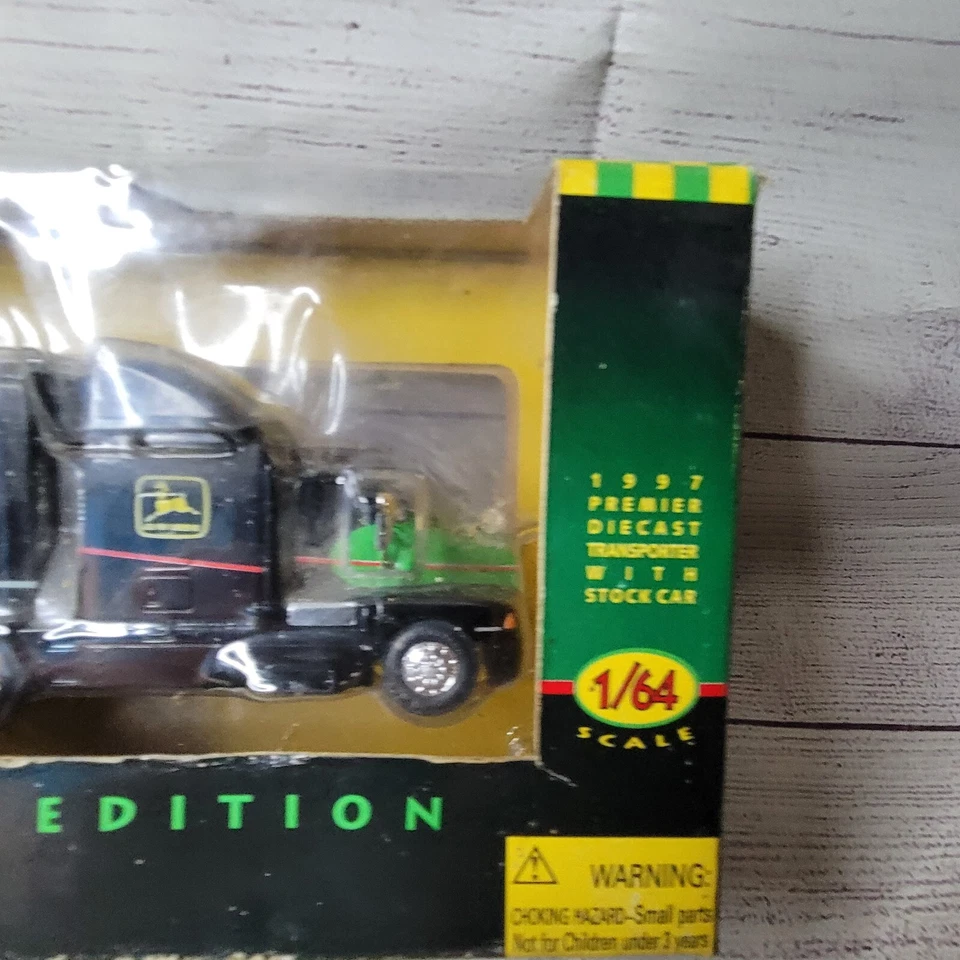 1997
PREMIER
DIECAST
TRANSPORTER
WITH
STOCK CAR
1/64
SCALE
EDITION
WARNING:
CHOKING HAZARD-Small parts
Not for Children under 3 years